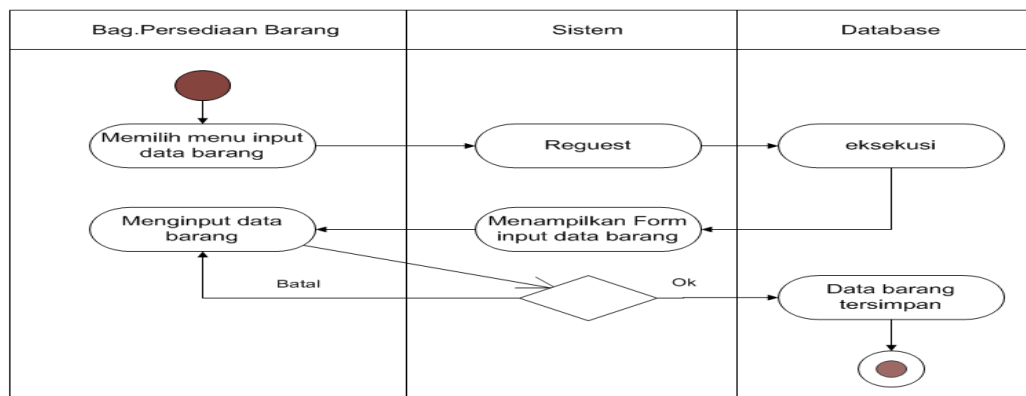 Bag.Persediaan Barang
Sistem
Database
Memilih menu input
data barang
Reguest
eksekusi
Menginput data
barang
Menampilkan Form
input data barang
Batal
Ok
Data barang
tersimpan